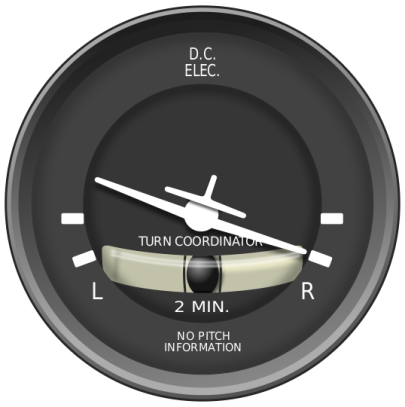 D.C.
ELEC.
TURN COORDINATOR
L R
2 MIN.
NO PITCH
INFORMATION